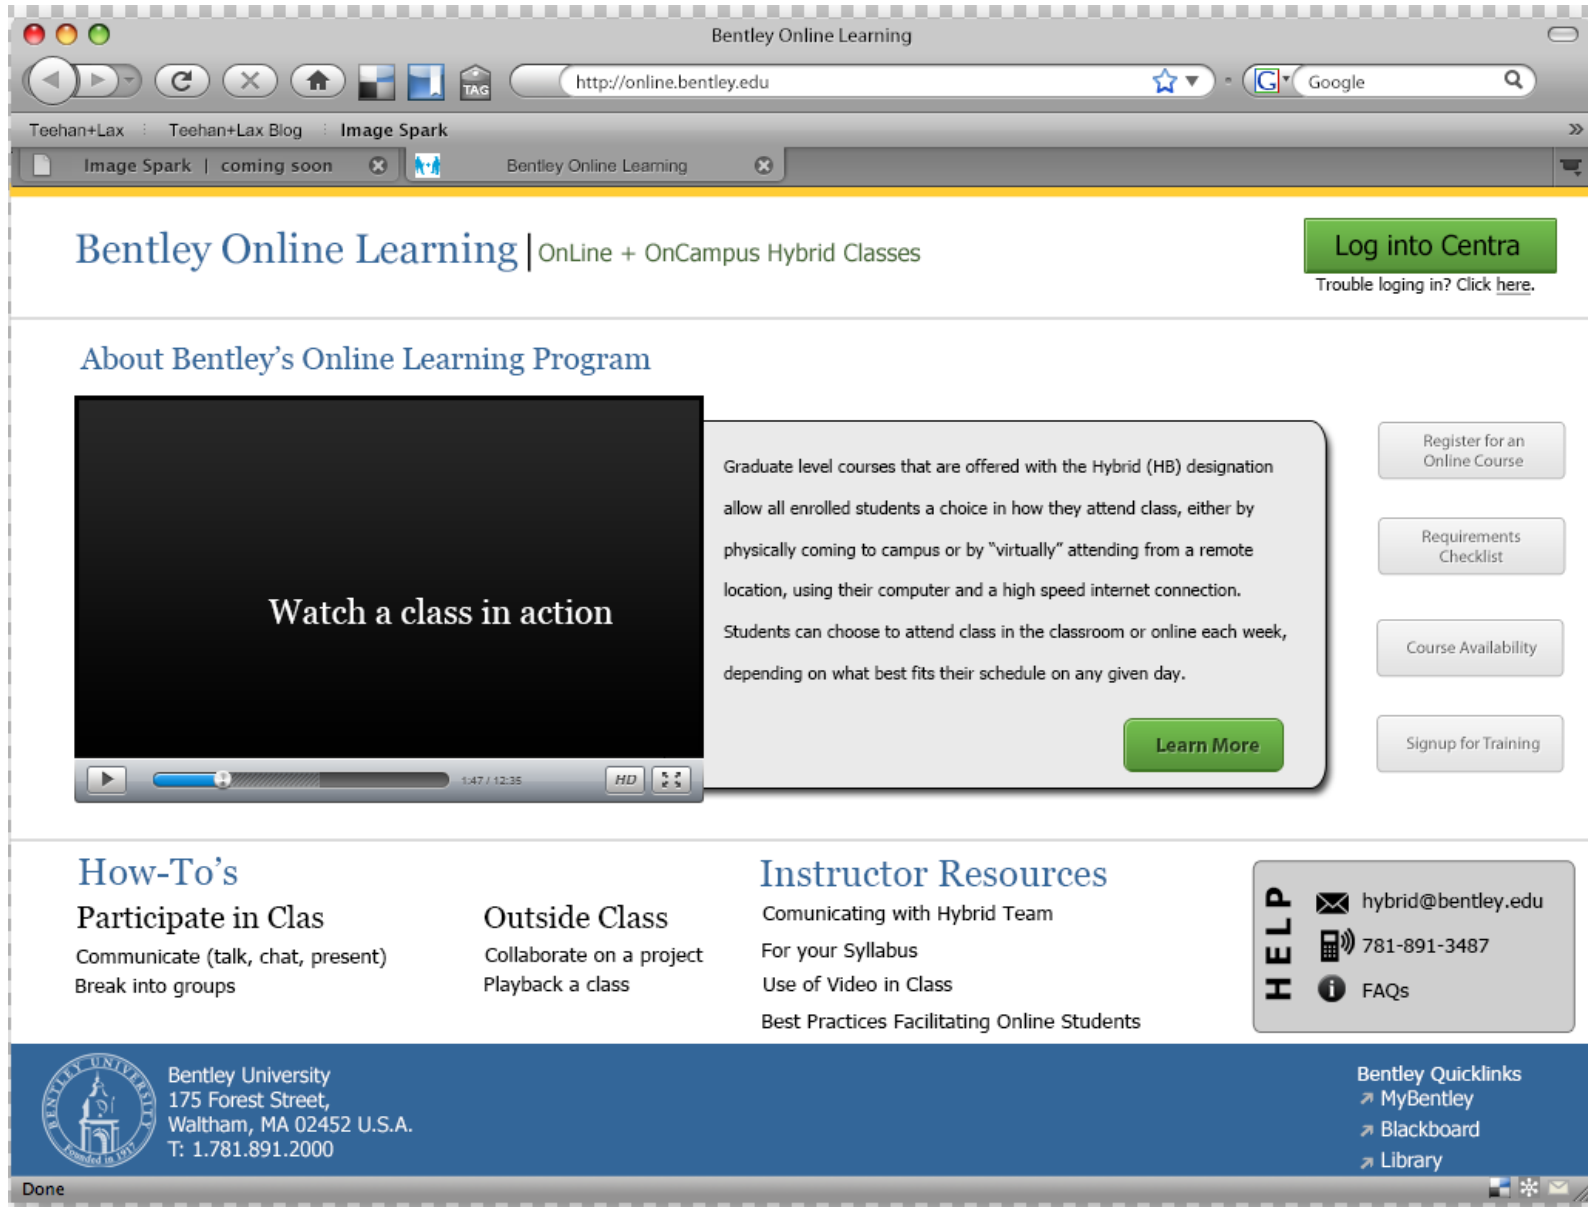 Bentley Online Learning
TAG
http://online.bentley.edu
G
Google
Teehan+Lax
Teehan+Lax Blog
Image Spark
Image Spark | coming soon
Bentley Online Learning
Bentley Online Learning
OnLine + OnCampus Hybrid Classes
Log into Centra
Trouble loging in? Click here.
About Bentley's Online Learning Program
Watch a class in action
1:47 / 12:35
HD
Graduate level courses that are offered with the Hybrid (HB) designation
allow all enrolled students a choice in how they attend class, either by
physically coming to campus or by "virtually" attending from a remote
location, using their computer and a high speed internet connection.
Students can choose to attend class in the classroom or online each week,
depending on what best fits their schedule on any given day.
Learn More
Register for an
Online Course
Requirements
Checklist
Course Availability
Signup for Training
How-To's
Participate in Clas
Communicate (talk, chat, present)
Break into groups
Outside Class
Collaborate on a project
Playback a class
Instructor Resources
Comunicating with Hybrid Team
For your Syllabus
Use of Video in Class
Best Practices Facilitating Online Students
HELP
hybrid@bentley.edu
781-891-3487
FAQs
BENTLEY UNIVERSITY
Founded in 1917
Bentley University
175 Forest Street,
Waltham, MA 02452 U.S.A.
T: 1.781.891.2000
Bentley Quicklinks
MyBentley
Blackboard
Library
Done